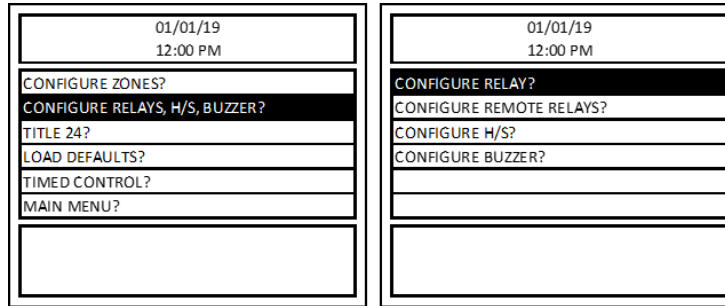 01/01/19
12:00 PM
CONFIGURE ZONES?
CONFIGURE RELAYS, H/S, BUZZER?
TITLE 24?
LOAD DEFAULTS?
TIMED CONTROL?
MAIN MENU?
01/01/19
12:00 PM
CONFIGURE RELAY?
CONFIGURE REMOTE RELAYS?
CONFIGURE H/S?
CONFIGURE BUZZER?